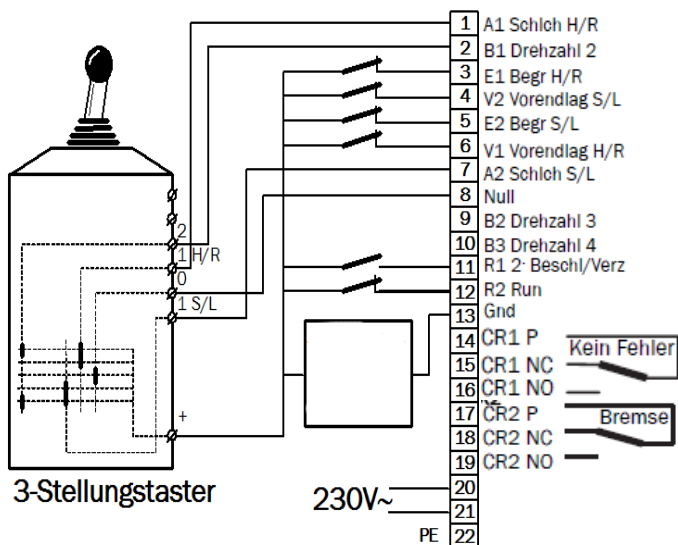 1 A1 Schlch H/R
2 B1 Drehzahl 2
3 E1 Begr H/R
4 V2 Vorendlag S/L
5 E2 Begr S/L
6 V1 Vorendlag H/R
7 A2 Schlch S/L
8 Null
9 B2 Drehzahl 3
10 B3 Drehzahl 4
11 R1 2· Beschl/Verz
12 R2 Run
13 Gnd
14 CR1 P
Kein Fehler
15 CR1 NC
16 CR1 NO
17 CR2 P
Bremse
18 CR2 NC
19 CR2 NO
20
21
PE 22
2
1 H/R
0
1 S/L
+
3-Stellungstaster
230V~